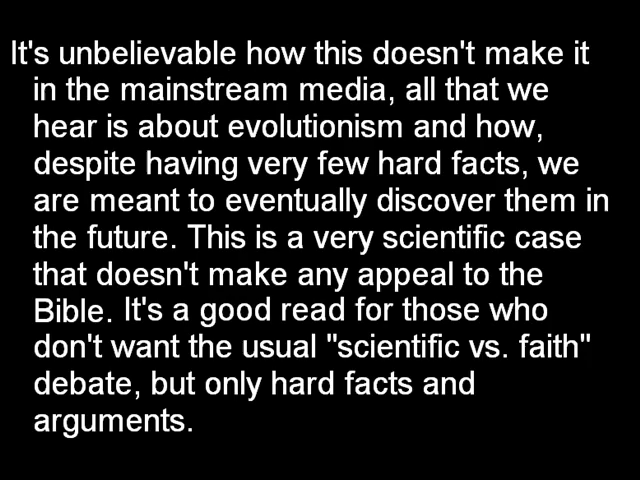 It's unbelievable how this doesn't make it
in the mainstream media, all that we
hear is about evolutionism and how,
despite having very few hard facts, we
are meant to eventually discover them in
the future. This is a very scientific case
that doesn't make any appeal to the
Bible. It's a good read for those who
don't want the usual "scientific vs. faith"
debate, but only hard facts and
arguments.